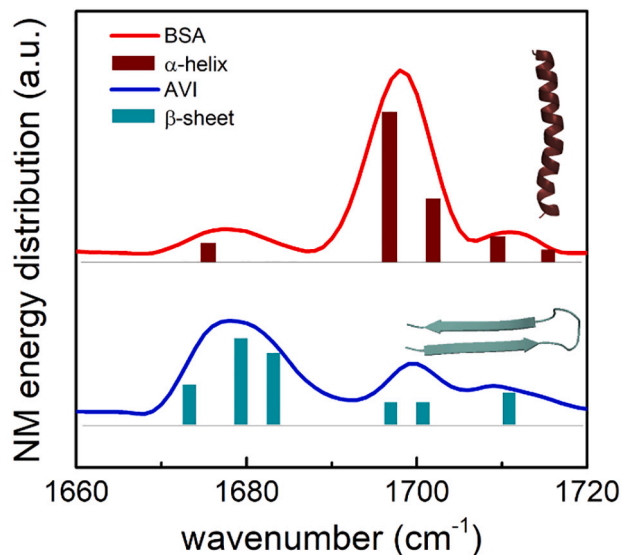 BSA
α-helix
AVI
β-sheet
NM energy distribution (a.u.)
1660 1680 1700 1720
wavenumber (cm⁻¹)